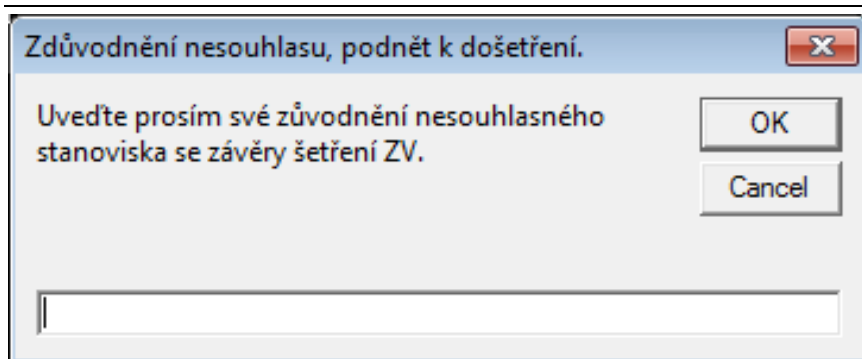 Zdůvodnění nesouhlasu, podnět k došetření.
Uveďte prosím své zůvodnění nesouhlasného
stanoviska se závěry šetření ZV.
OK
Cancel